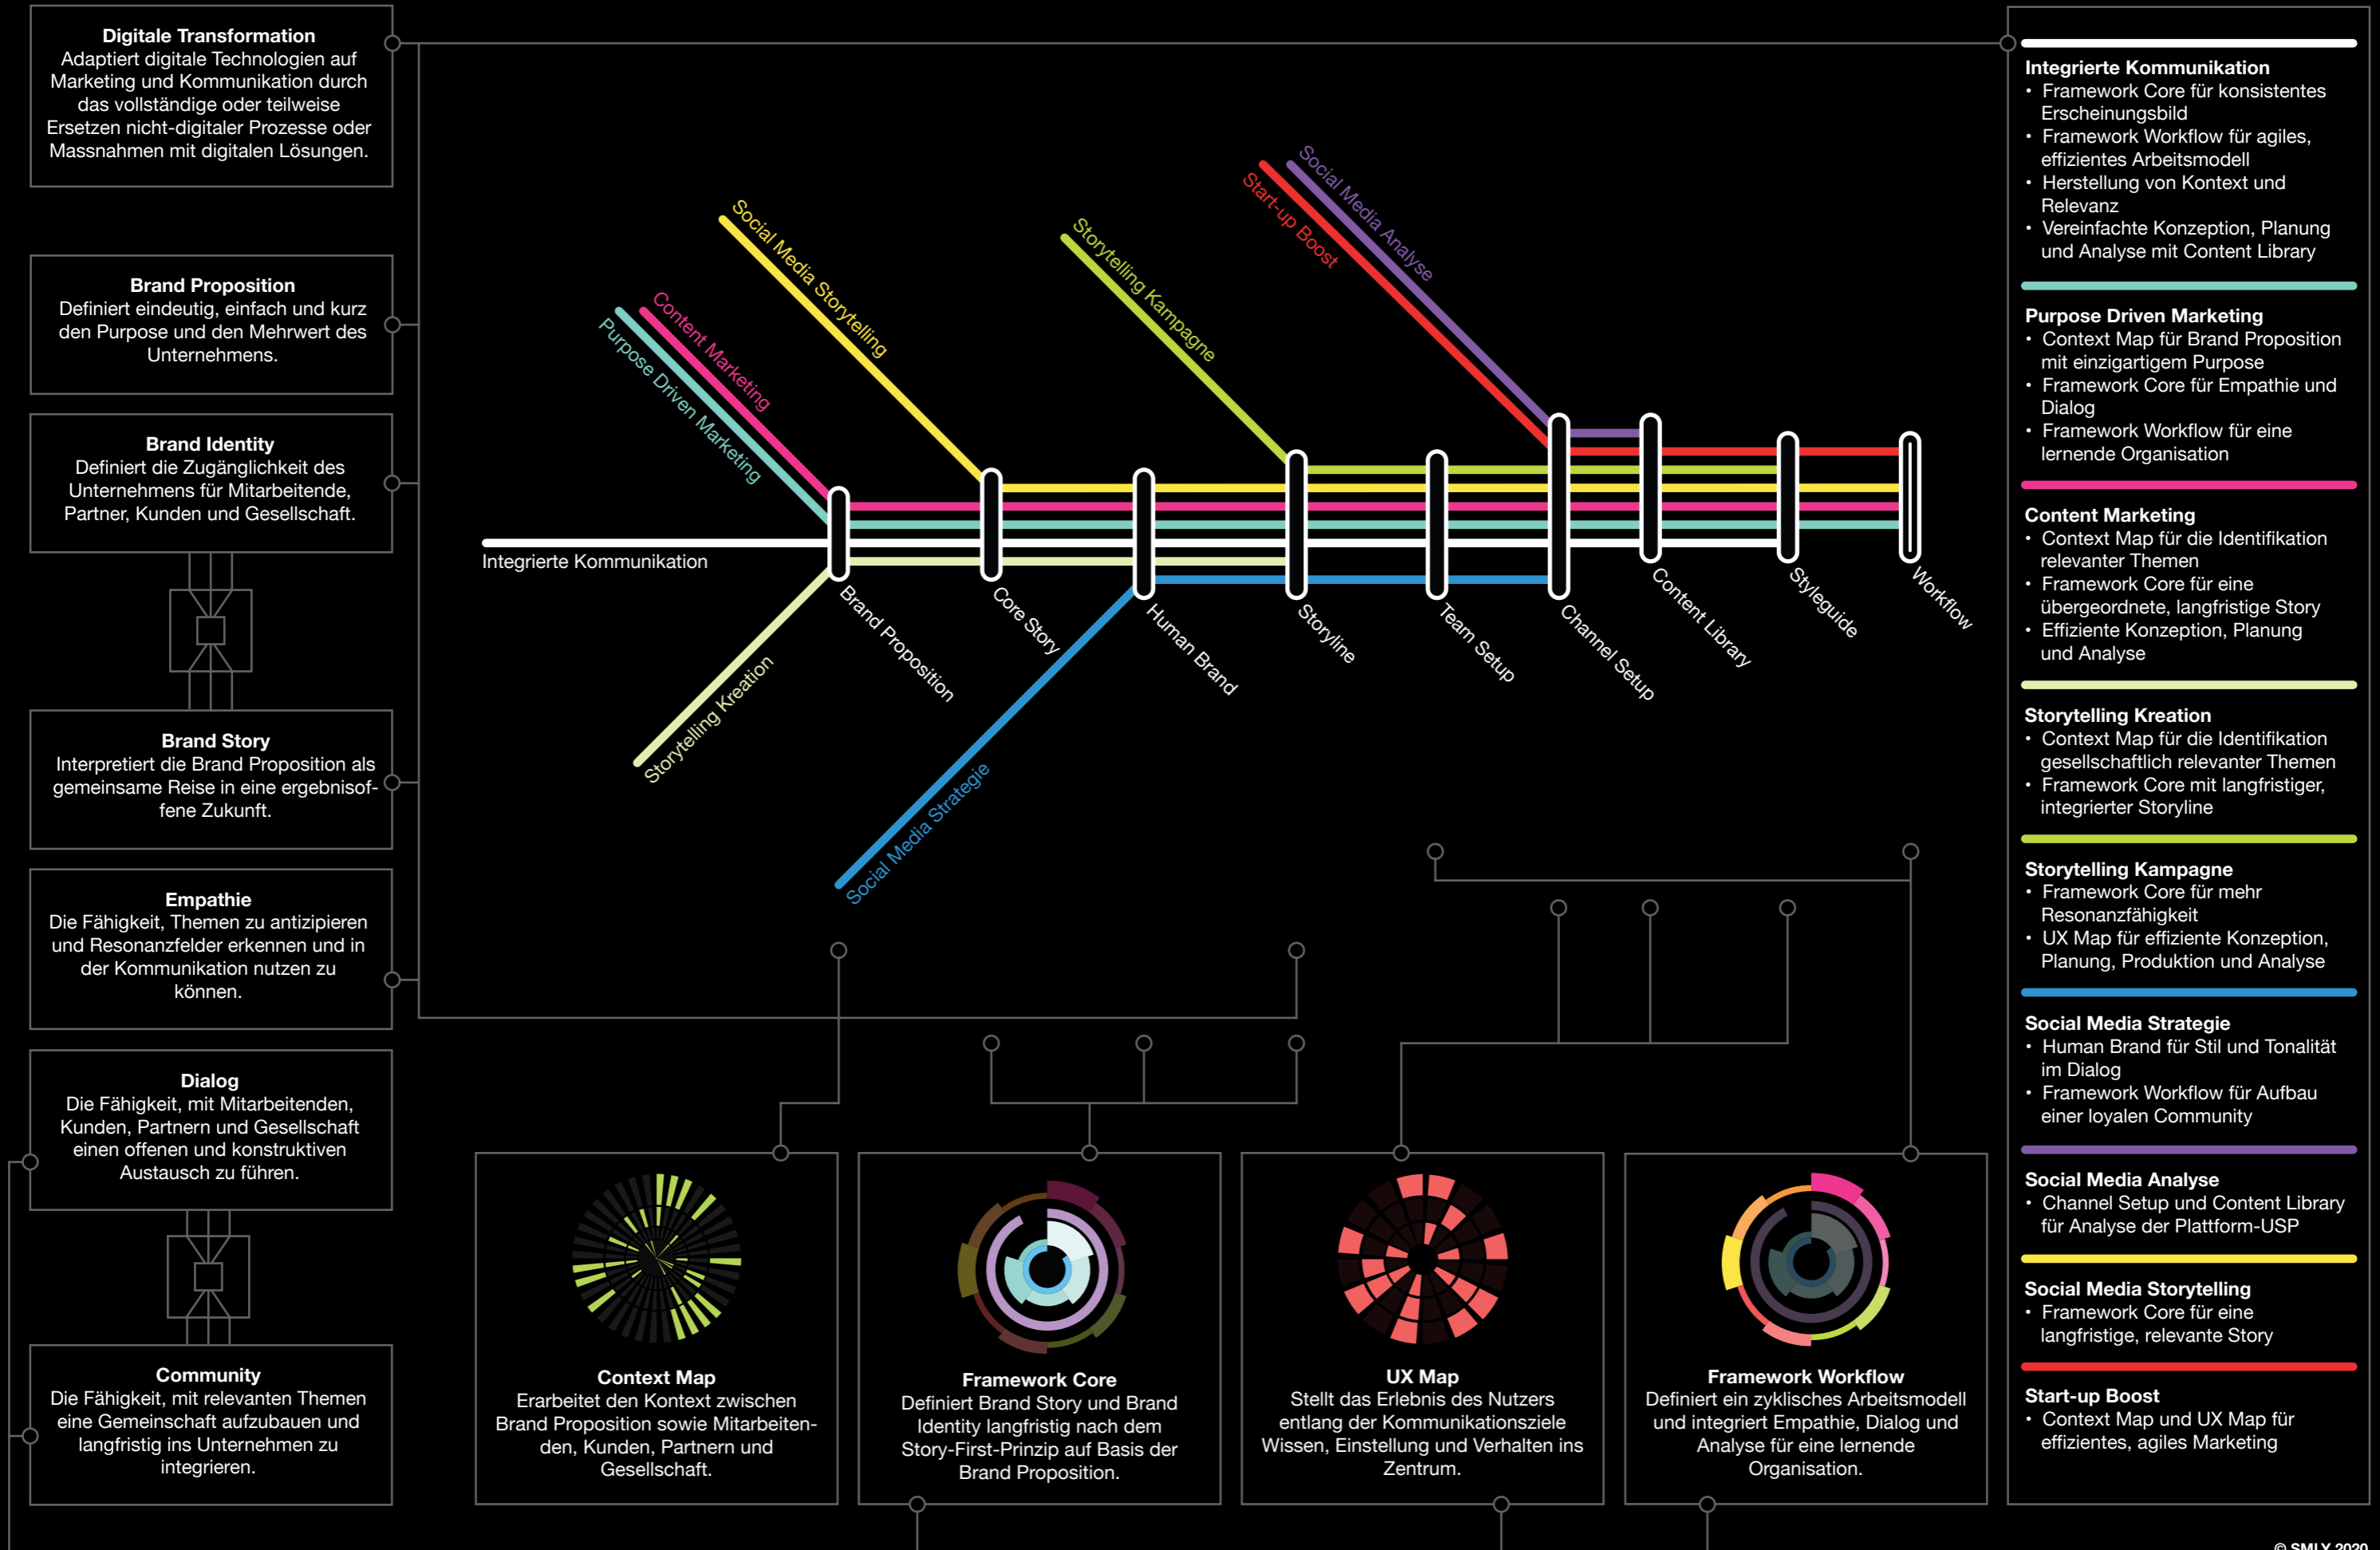 Digitale Transformation
Adaptiert digitale Technologien auf
Marketing und Kommunikation durch
das vollständige oder teilweise
Ersetzen nicht-digitaler Prozesse oder
Massnahmen mit digitalen Lösungen.
Brand Proposition
Definiert eindeutig, einfach und kurz
den Purpose und den Mehrwert des
Unternehmens.
Brand Identity
Definiert die Zugänglichkeit des
Unternehmens für Mitarbeitende,
Partner, Kunden und Gesellschaft.
Brand Story
Interpretiert die Brand Proposition als
gemeinsame Reise in eine ergebnisof-
fene Zukunft.
Empathie
Die Fähigkeit, Themen zu antizipieren
und Resonanzfelder erkennen und in
der Kommunikation nutzen zu
können.
Dialog
Die Fähigkeit, mit Mitarbeitenden,
Kunden, Partnern und Gesellschaft
einen offenen und konstruktiven
Austausch zu führen.
Community
Die Fähigkeit, mit relevanten Themen
eine Gemeinschaft aufzubauen und
langfristig ins Unternehmen zu
integrieren.
Social Media Analyse
Start-up Boost
Storytelling Kampagne
Social Media Storytelling
Content Marketing
Purpose Driven Marketing
Integrierte Kommunikation
Storytelling Kreation
Social Media Strategie
Brand Proposition
Core Story
Human Brand
Storyline
Team Setup
Channel Setup
Content Library
Styleguide
Workflow
Context Map
Erarbeitet den Kontext zwischen
Brand Proposition sowie Mitarbeiten-
den, Kunden, Partnern und
Gesellschaft.
Framework Core
Definiert Brand Story und Brand
Identity langfristig nach dem
Story-First-Prinzip auf Basis der
Brand Proposition.
UX Map
Stellt das Erlebnis des Nutzers
entlang der Kommunikationsziele
Wissen, Einstellung und Verhalten ins
Zentrum.
Framework Workflow
Definiert ein zyklisches Arbeitsmodell
und integriert Empathie, Dialog und
Analyse für eine lernende
Organisation.
Integrierte Kommunikation
• Framework Core für konsistentes
Erscheinungsbild
• Framework Workflow für agiles,
effizientes Arbeitsmodell
• Herstellung von Kontext und
Relevanz
• Vereinfachte Konzeption, Planung
und Analyse mit Content Library
Purpose Driven Marketing
• Context Map für Brand Proposition
mit einzigartigem Purpose
• Framework Core für Empathie und
Dialog
• Framework Workflow für eine
lernende Organisation
Content Marketing
• Context Map für die Identifikation
relevanter Themen
• Framework Core für eine
übergeordnete, langfristige Story
• Effiziente Konzeption, Planung
und Analyse
Storytelling Kreation
• Context Map für die Identifikation
gesellschaftlich relevanter Themen
• Framework Core mit langfristiger,
integrierter Storyline
Storytelling Kampagne
• Framework Core für mehr
Resonanzfähigkeit
• UX Map für effiziente Konzeption,
Planung, Produktion und Analyse
Social Media Strategie
• Human Brand für Stil und Tonalität
im Dialog
• Framework Workflow für Aufbau
einer loyalen Community
Social Media Analyse
• Channel Setup und Content Library
für Analyse der Plattform-USP
Social Media Storytelling
• Framework Core für eine
langfristige, relevante Story
Start-up Boost
• Context Map und UX Map für
effizientes, agiles Marketing
© SMLY 2020